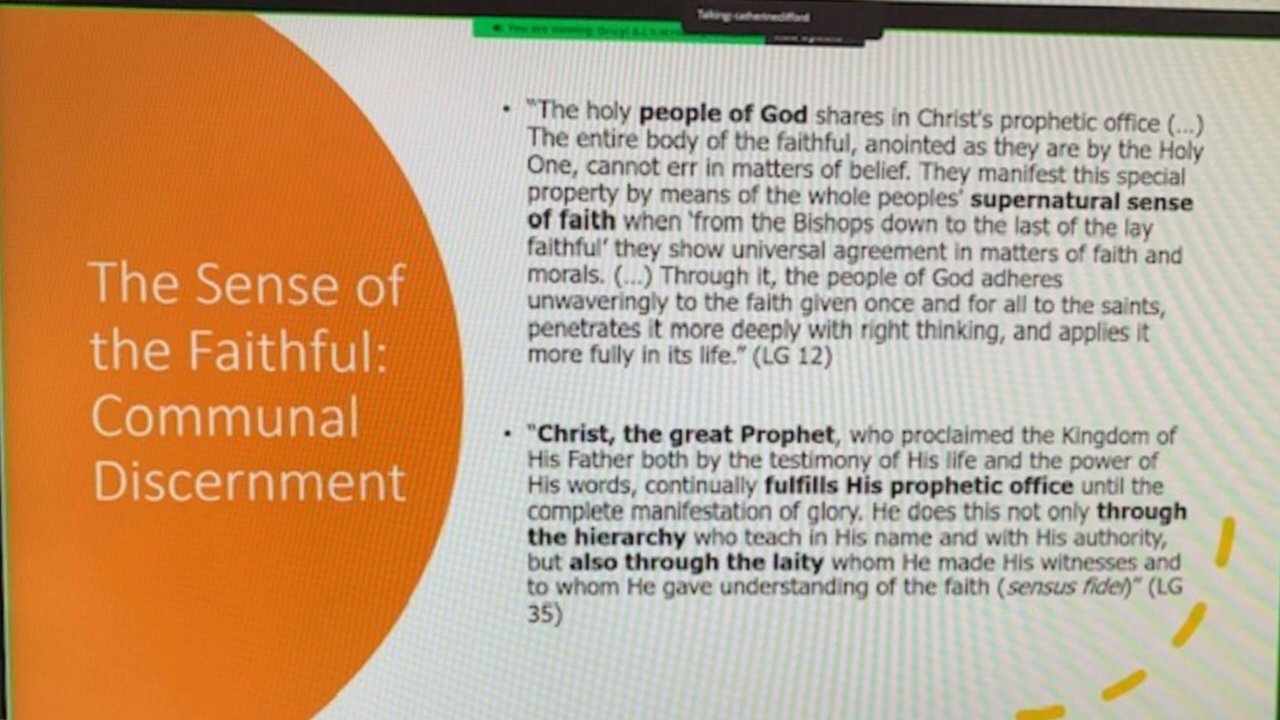 Talking: catherineclifford
You are viewing
The Sense of
the Faithful:
Communal
Discernment
• "The holy people of God shares in Christ's prophetic office (...)
The entire body of the faithful, anointed as they are by the Holy
One, cannot err in matters of belief. They manifest this special
property by means of the whole peoples' supernatural sense
of faith when 'from the Bishops down to the last of the lay
faithful' they show universal agreement in matters of faith and
morals. (...) Through it, the people of God adheres
unwaveringly to the faith given once and for all to the saints,
penetrates it more deeply with right thinking, and applies it
more fully in its life." (LG 12)
• "Christ, the great Prophet, who proclaimed the Kingdom of
His Father both by the testimony of His life and the power of
His words, continually fulfills His prophetic office until the
complete manifestation of glory. He does this not only through
the hierarchy who teach in His name and with His authority,
but also through the laity whom He made His witnesses and
to whom He gave understanding of the faith (sensus fidei)" (LG
35)